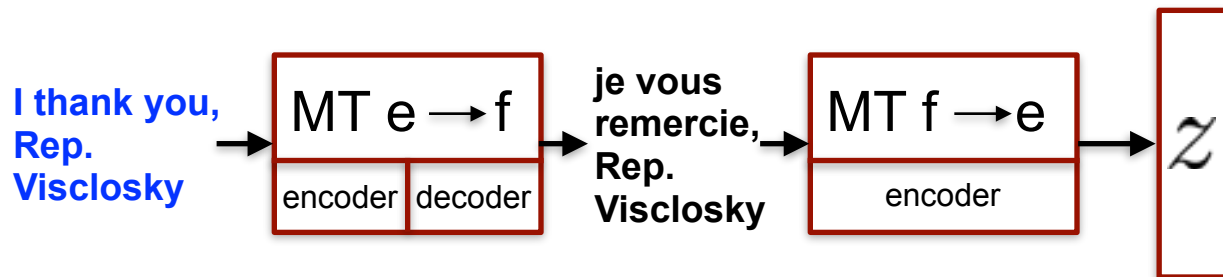 I thank you,
Rep.
Visclosky
MT e → f
encoder
decoder
je vous
remercie,
Rep.
Visclosky
MT f → e
encoder
z